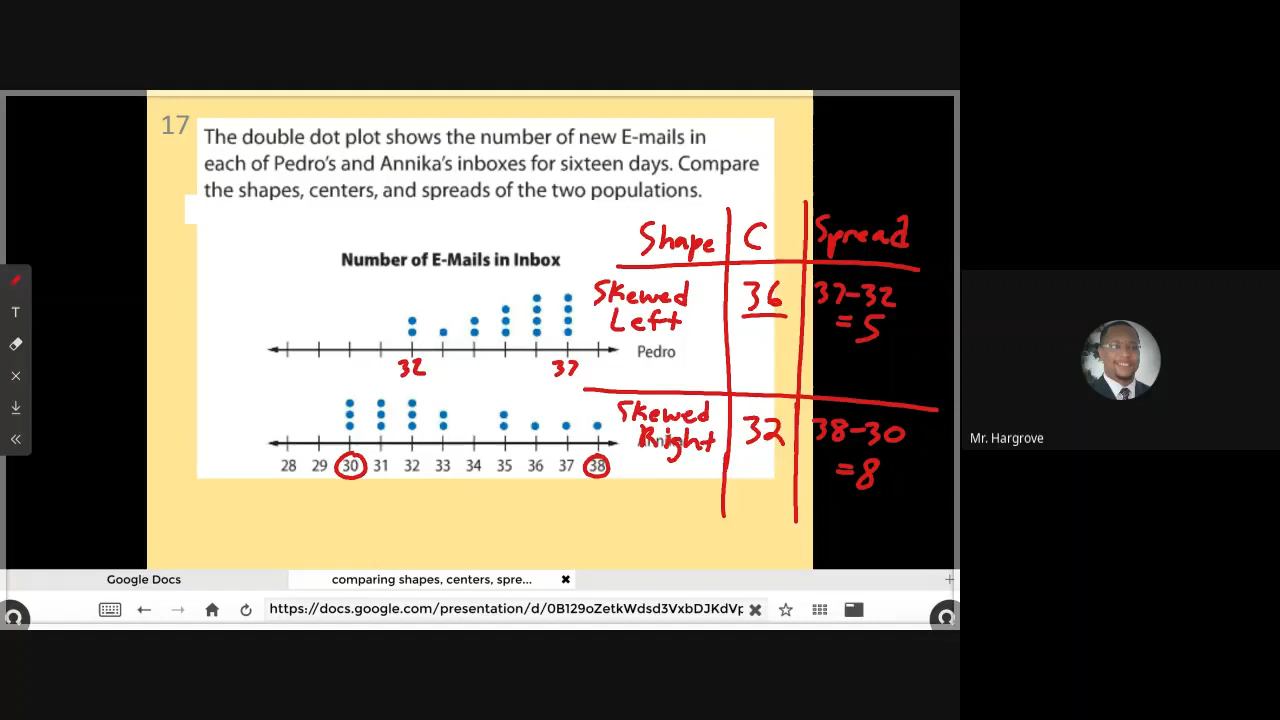 17
The double dot plot shows the number of new E-mails in
each of Pedro's and Annika's inboxes for sixteen days. Compare
the shapes, centers, and spreads of the two populations.
Shape C Spread
Number of E-Mails in Inbox
Skewed
Left
36
37-32
=5
Pedro
32 37
Skewed
Right
32
38-30
=8
28 29 30 31 32 33 34 35 36 37 38
T
Mr. Hargrove
Google Docs
comparing shapes, centers, spre...
https://docs.google.com/presentation/d/0B129oZetkWdsd3VxbDJKdVp